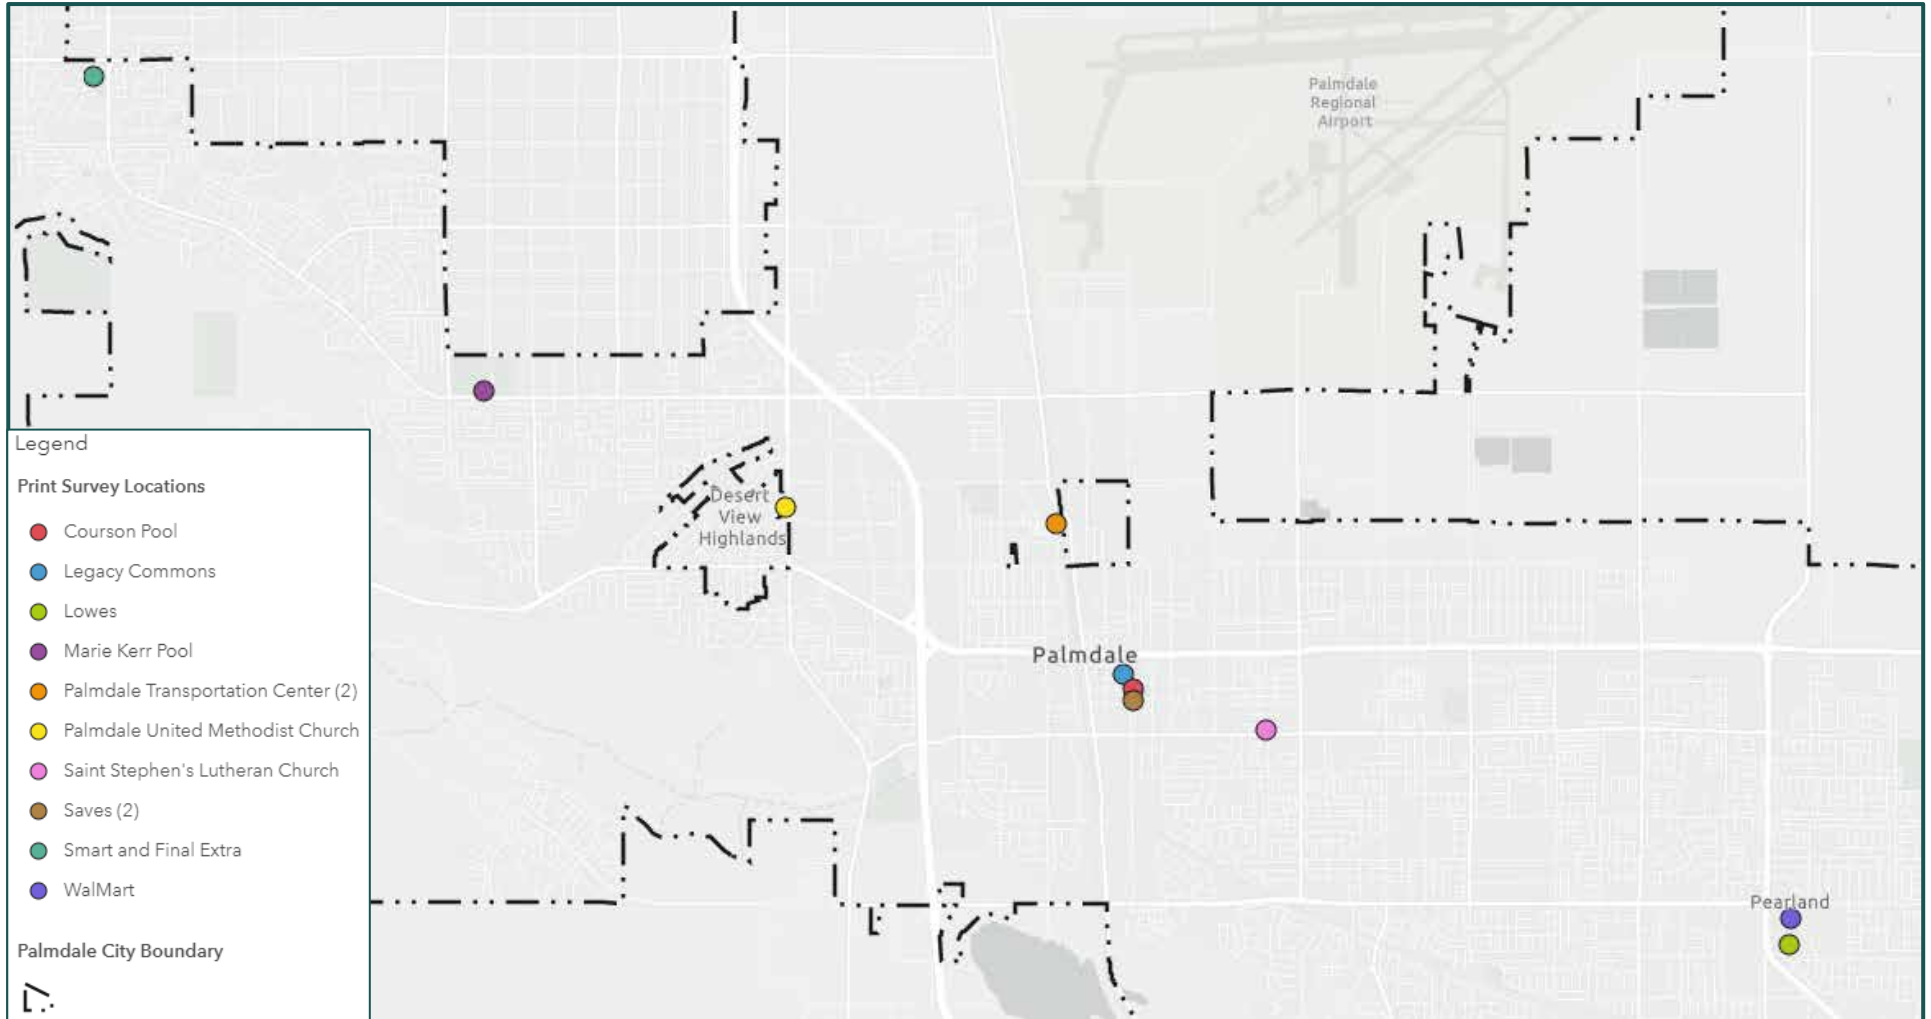 Palmdale
Regional
Airport
Desert
View
Highlands
Palmdale
Pearland
Legend
Print Survey Locations
Courson Pool
Legacy Commons
Lowes
Marie Kerr Pool
Palmdale Transportation Center (2)
Palmdale United Methodist Church
Saint Stephen's Lutheran Church
Saves (2)
Smart and Final Extra
WalMart
Palmdale City Boundary